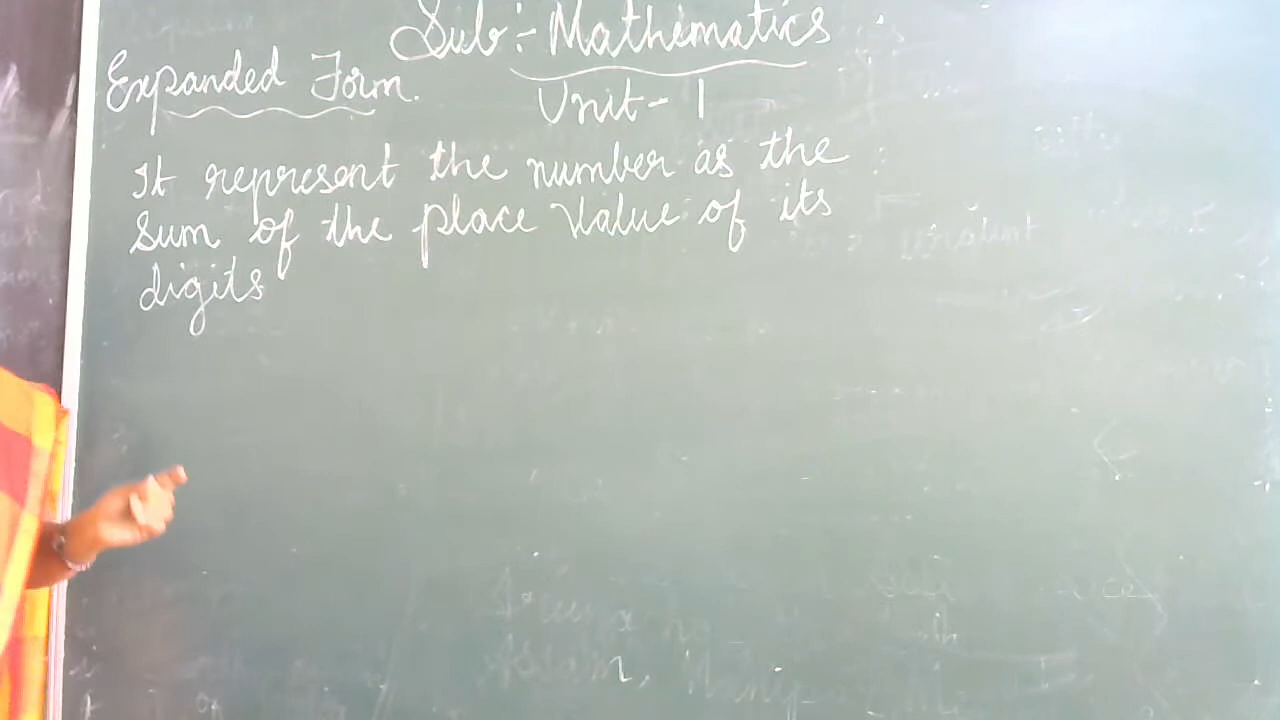 Sub:- Mathematics
Expanded Form.
Unit - 1
It represent the number as the
sum of the place value of its
digits